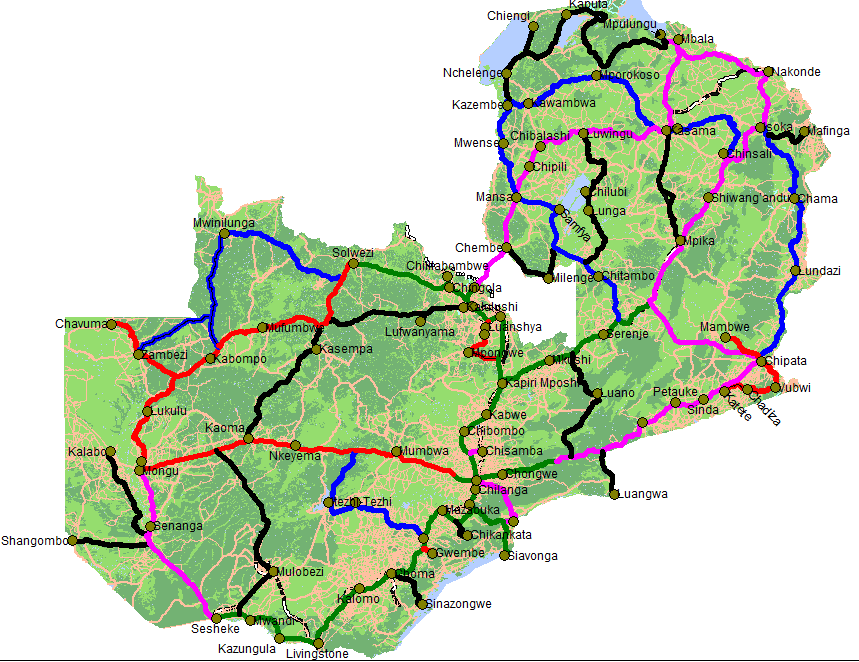 Kaputa
Chiengi
Mpulungu
Mbala
Nchelenge
Mporokoso
Nakonde
Kazembe
Kawambwa
Kasama
Isoka
Mafinga
Mwense
Chibalashi
Luwingu
Chinsali
Chipili
Mansa
Chilubi
Shiwang'andu
Chama
Samfya
Lunga
Mwinilunga
Mpika
Chembe
Solwezi
Chililabombwe
Milenge
Chitambo
Lundazi
Chingola
Kalulushi
Chavuma
Mufumbwe
Lufwanyama
Luanshya
Serenje
Mambwe
Zambezi
Kabompo
Kasempa
Mpongwe
Mkushi
Chipata
Kapiri Mposhi
Luano
Petauke
Vubwi
Sinda
Katete
Chadiza
Lukulu
Kabwe
Kaoma
Chibombo
Kalabo
Nkeyema
Mumbwa
Chisamba
Mongu
Chongwe
Chilanga
Luangwa
Itezhi-Tezhi
Mazabuka
Senanga
Chikankata
Shangombo
Gwembe
Siavonga
Mulobezi
Choma
Kalomo
Sinazongwe
Sesheke
Mwandi
Kazungula
Livingstone